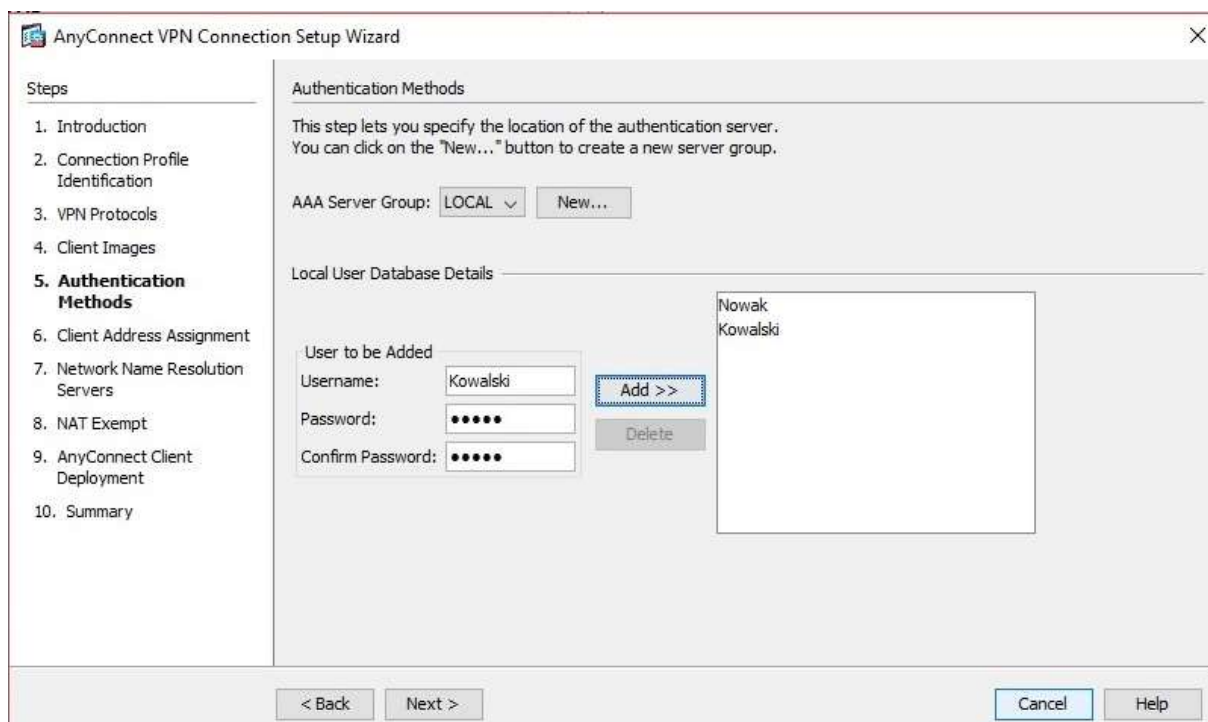 AnyConnect VPN Connection Setup Wizard
Steps
1. Introduction
2. Connection Profile
Identification
3. VPN Protocols
4. Client Images
5. Authentication
Methods
6. Client Address Assignment
7. Network Name Resolution
Servers
8. NAT Exempt
9. AnyConnect Client
Deployment
10. Summary
Authentication Methods
This step lets you specify the location of the authentication server.
You can click on the "New..." button to create a new server group.
AAA Server Group: LOCAL New...
Local User Database Details
User to be Added
Username: Kowalski
Password: •••••
Confirm Password: •••••
Add >>
Delete
Nowak
Kowalski
< Back Next > Cancel Help